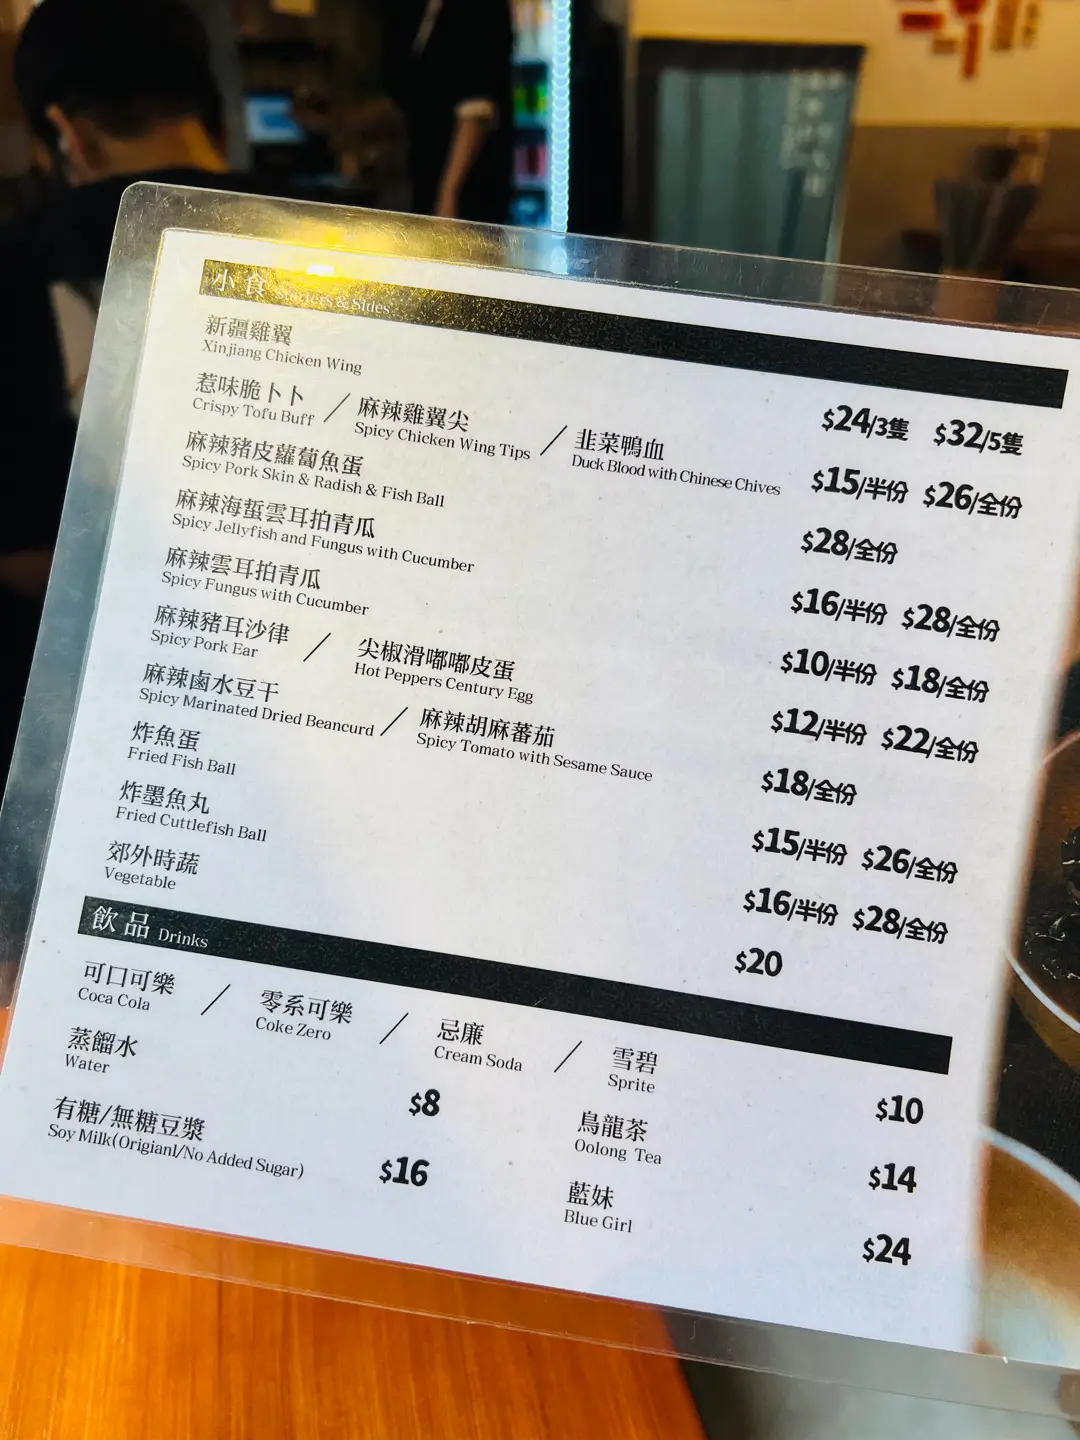 小食 Starters & Sides
新疆雞翼
Xinjiang Chicken Wing
$24/3隻 $32/5隻
惹味脆卜卜 / 麻辣雞翼尖 / 韭菜鴨血
Crispy Tofu Buff Spicy Chicken Wing Tips Duck Blood with Chinese Chives
$15/半份 $26/全份
麻辣豬皮蘿蔔魚蛋
Spicy Pork Skin & Radish & Fish Ball
$28/全份
麻辣海蜇雲耳拍青瓜
Spicy Jellyfish and Fungus with Cucumber
$16/半份 $28/全份
麻辣雲耳拍青瓜
Spicy Fungus with Cucumber
$10/半份 $18/全份
麻辣豬耳沙律 / 尖椒滑嘟嘟皮蛋
Spicy Pork Ear Hot Peppers Century Egg
$12/半份 $22/全份
麻辣鹵水豆干 / 麻辣胡麻蕃茄
Spicy Marinated Dried Beancurd Spicy Tomato with Sesame Sauce
$18/全份
炸魚蛋
Fried Fish Ball
$15/半份 $26/全份
炸墨魚丸
Fried Cuttlefish Ball
$16/半份 $28/全份
郊外時蔬
Vegetable
$20
飲品 Drinks
可口可樂 / 零系可樂 / 忌廉 / 雪碧
Coca Cola Coke Zero Cream Soda Sprite
$10
蒸餾水
Water
$8
烏龍茶
Oolong Tea
$14
有糖/無糖豆漿
Soy Milk(Origianl/No Added Sugar)
$16
藍妹
Blue Girl
$24